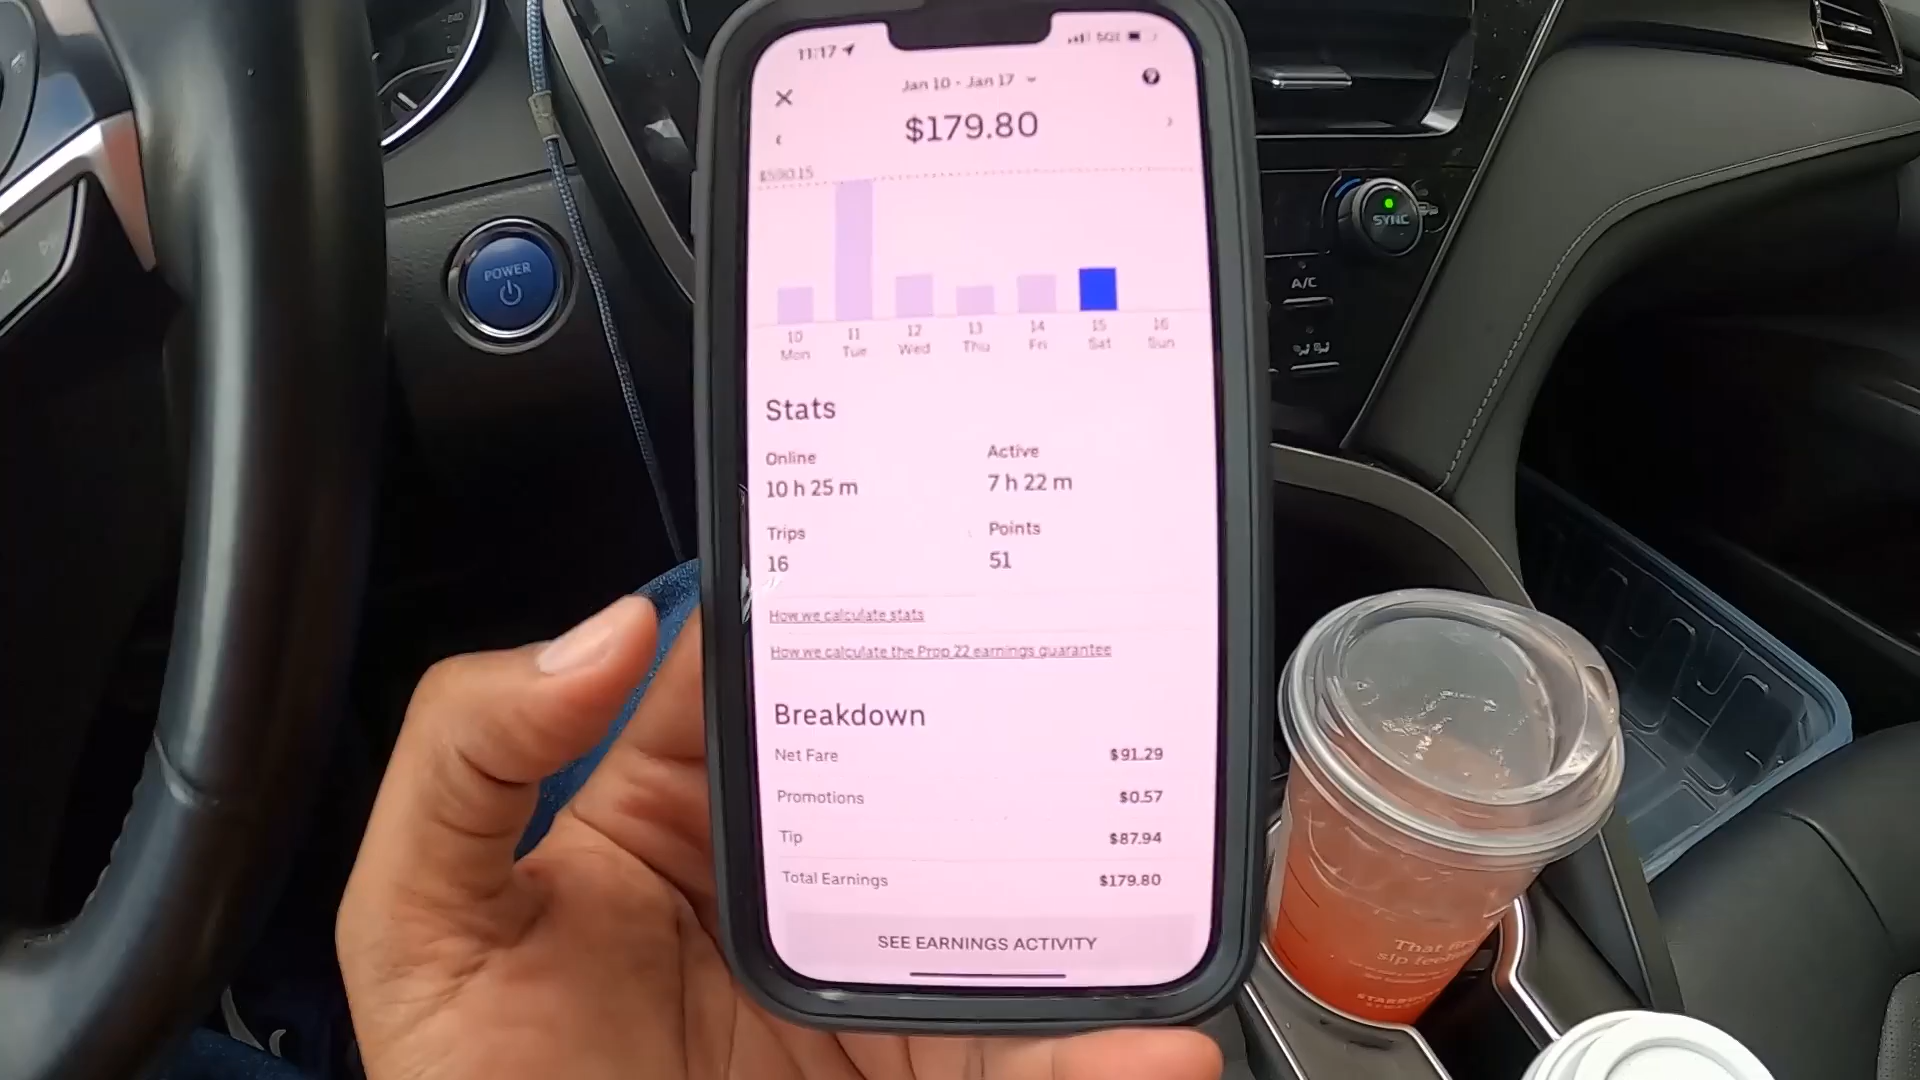 11:17
5GE
Jan 10 - Jan 17
$179.80
10 11 12 13 14 15 16
Mon Tue Wed Thu Fri Sat Sun
Stats
Online Active
10 h 25 m 7 h 22 m
Trips Points
16 51
How we calculate stats
How we calculate the Prop 22 earnings guarantee
Breakdown
Net Fare $91.29
Promotions $0.57
Tip $87.94
Total Earnings $179.80
SEE EARNINGS ACTIVITY
POWER
SYNC
A/C
That
sip